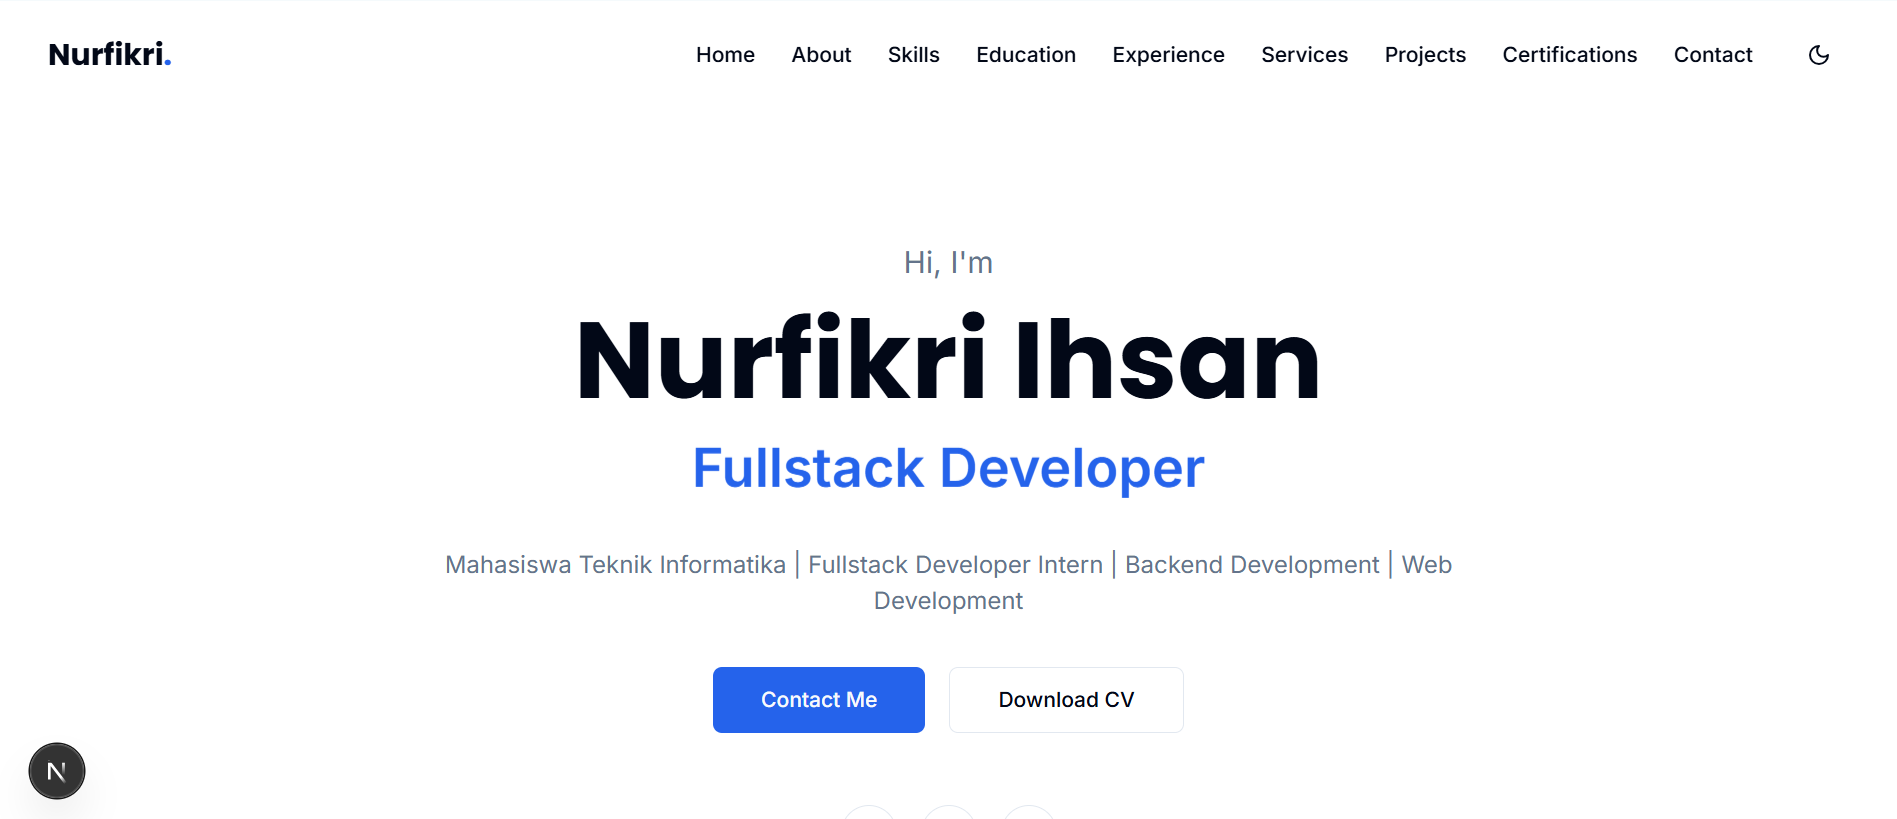 Nurfikri.
Home About Skills Education Experience Services Projects Certifications Contact
Hi, I'm
Nurfikri Ihsan
Fullstack Developer
Mahasiswa Teknik Informatika | Fullstack Developer Intern | Backend Development | Web
Development
Contact Me Download CV
N